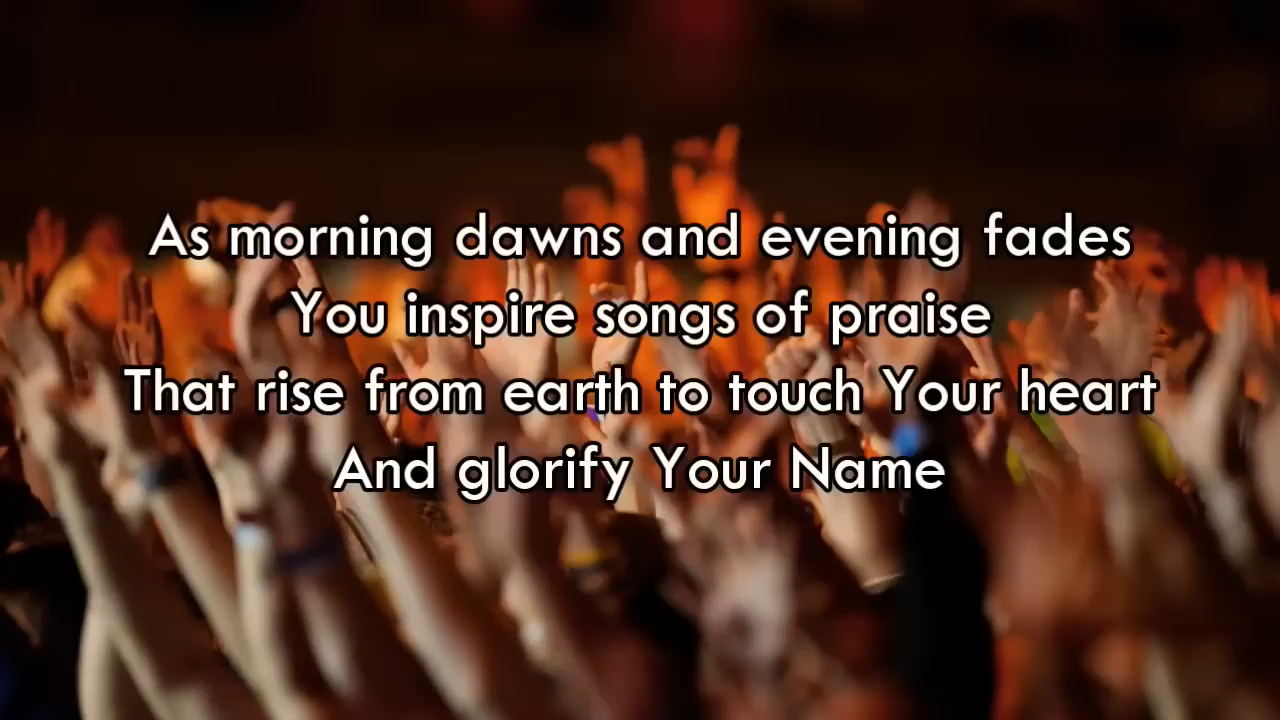 As morning dawns and evening fades
You inspire songs of praise
That rise from earth to touch Your heart
And glorify Your Name